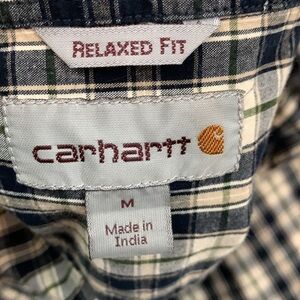 RELAXED FIT
carhartt
M
Made in
India